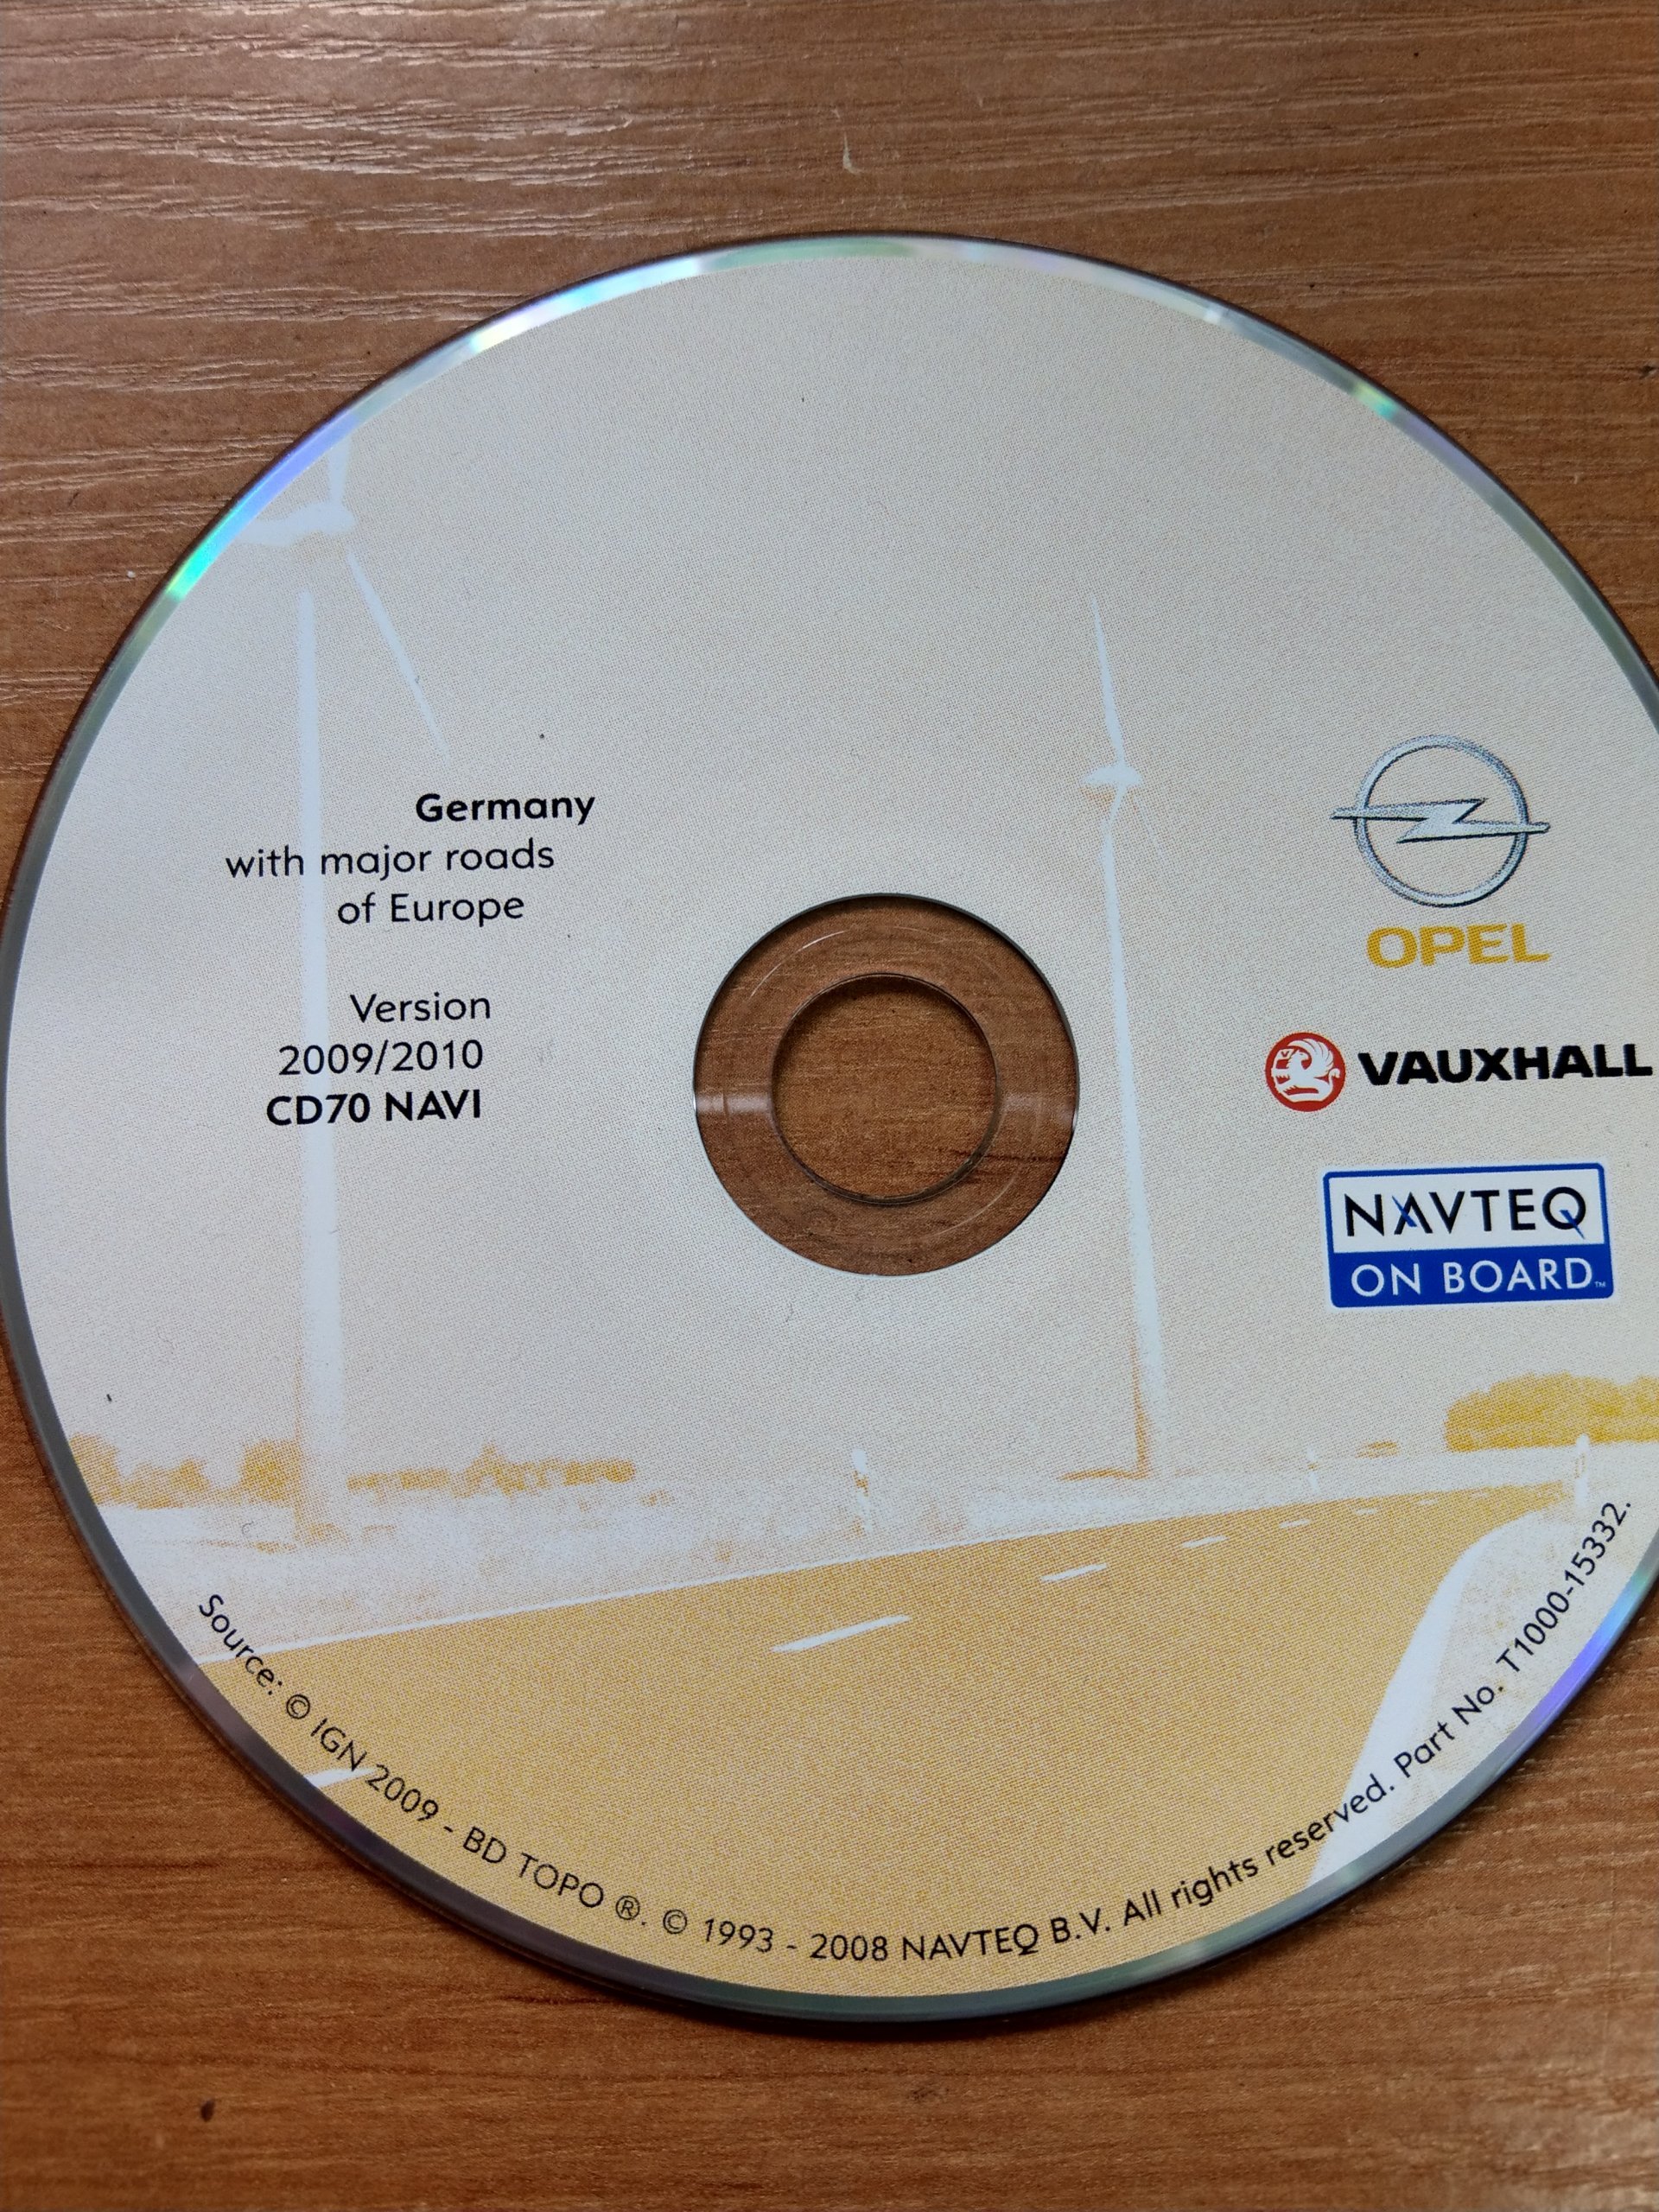 Germany
with major roads
of Europe
Version
2009/2010
CD70 NAVI
OPEL
VAUXHALL
NAVTEQ
ON BOARD™
Source: © IGN 2009 - BD TOPO ®. © 1993 - 2008 NAVTEQ B.V. All rights reserved. Part No. T1000-15332.